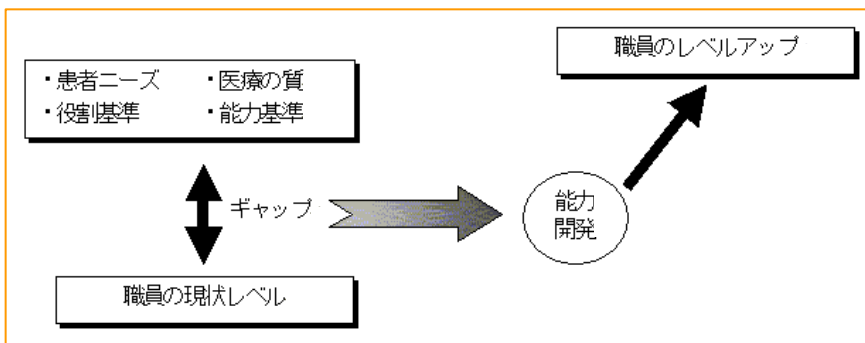 職員のレベルアップ
・患者ニーズ ・医療の質
・役割基準 ・能力基準
ギャップ
能力
開発
職員の現状レベル